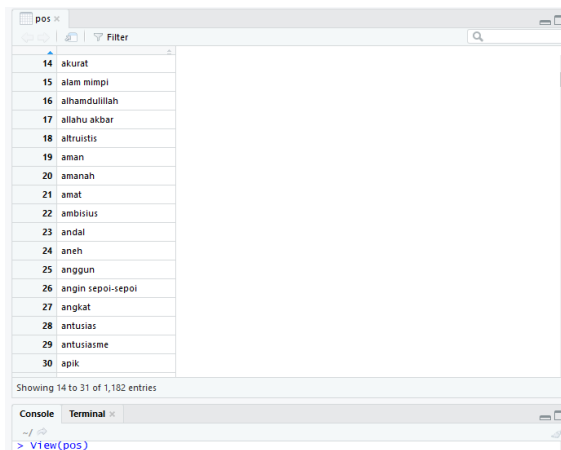 pos ×
Filter
14 akurat
15 alam mimpi
16 alhamdulillah
17 allahu akbar
18 altruistis
19 aman
20 amanah
21 amat
22 ambisius
23 andal
24 aneh
25 anggun
26 angin sepoi-sepoi
27 angkat
28 antusias
29 antusiasme
30 apik
Showing 14 to 31 of 1,182 entries
Console Terminal ×
~/
> View(pos)